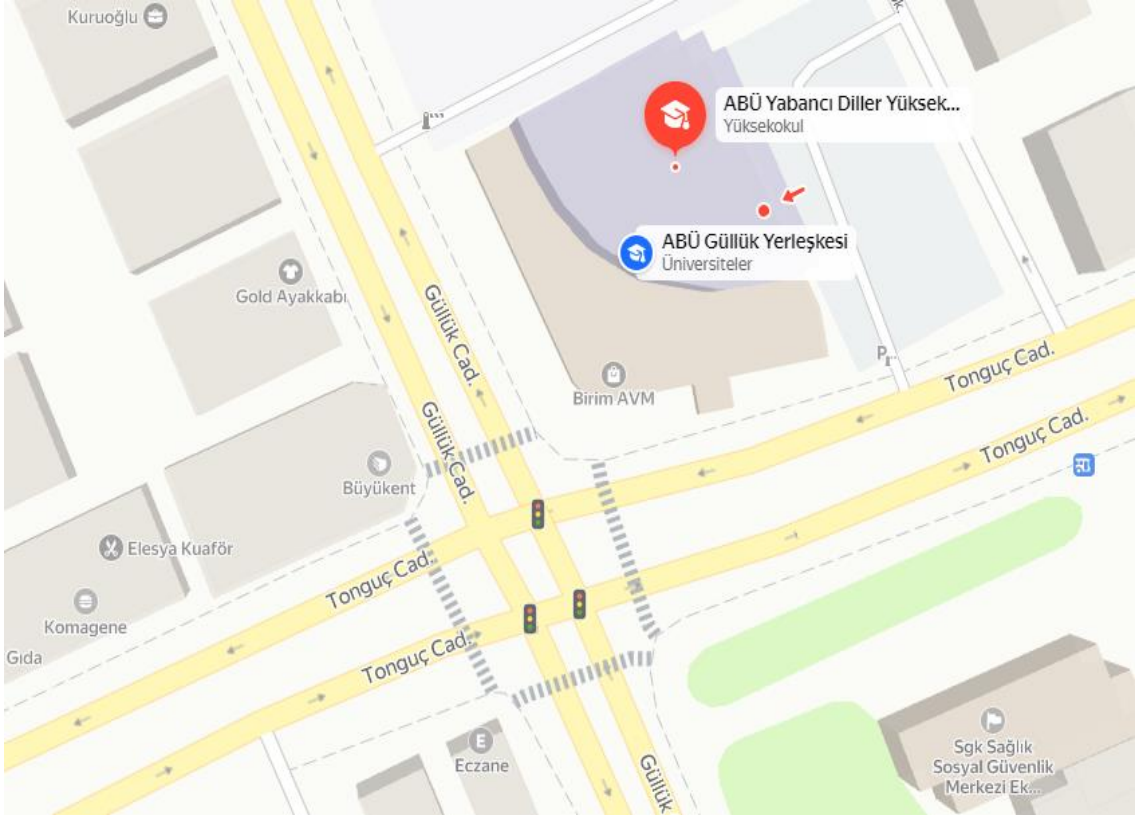 Kuruoğlu
ABÜ Yabancı Diller Yüksek...
Yüksekokul
ABÜ Güllük Yerleşkesi
Üniversiteler
Gold Ayakkabı
Güllük Cad.
Birim AVM
P
Tonguç Cad.
Güllük Cad.
Tonguç Cad.
Büyükent
Elesya Kuaför
Tonguç Cad.
Komagene
Gıda
Tonguç Cad.
E
Eczane
Güllük
Sgk Sağlık
Sosyal Güvenlik
Merkezi Ek...